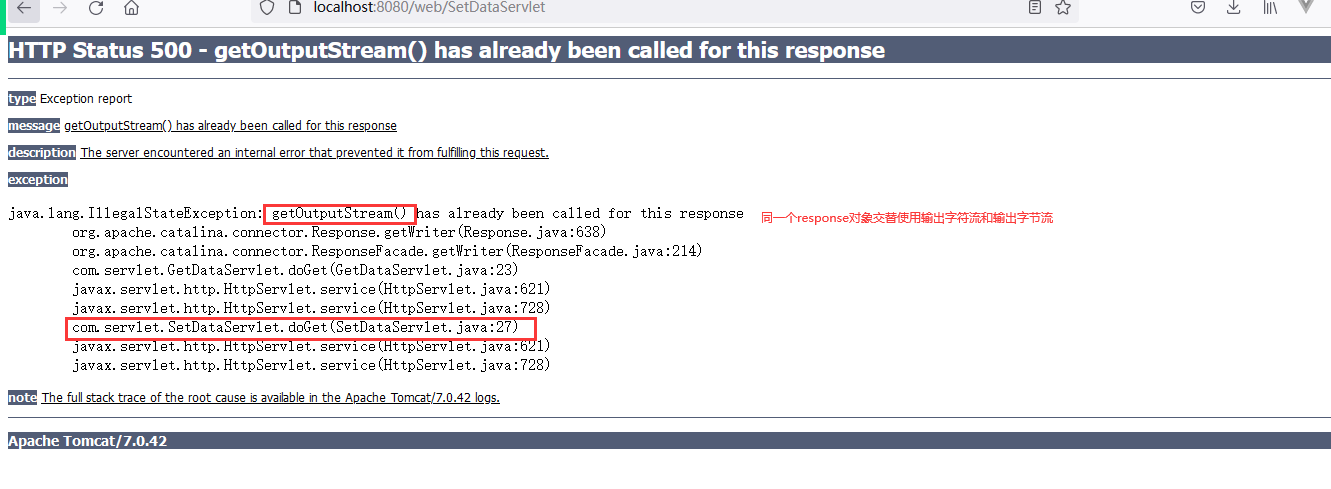 localhost:8080/web/SetDataServlet
HTTP Status 500 - getOutputStream() has already been called for this response
type Exception report
message getOutputStream() has already been called for this response
description The server encountered an internal error that prevented it from fulfilling this request.
exception
java.lang.IllegalStateException: getOutputStream() has already been called for this response 同一个response对象交替使用输出字符流和输出字节流
org.apache.catalina.connector.Response.getWriter(Response.java:638)
org.apache.catalina.connector.ResponseFacade.getWriter(ResponseFacade.java:214)
com.servlet.GetDataServlet.doGet(GetDataServlet.java:23)
javax.servlet.http.HttpServlet.service(HttpServlet.java:621)
javax.servlet.http.HttpServlet.service(HttpServlet.java:728)
com.servlet.SetDataServlet.doGet(SetDataServlet.java:27)
javax.servlet.http.HttpServlet.service(HttpServlet.java:621)
javax.servlet.http.HttpServlet.service(HttpServlet.java:728)
note The full stack trace of the root cause is available in the Apache Tomcat/7.0.42 logs.
Apache Tomcat/7.0.42